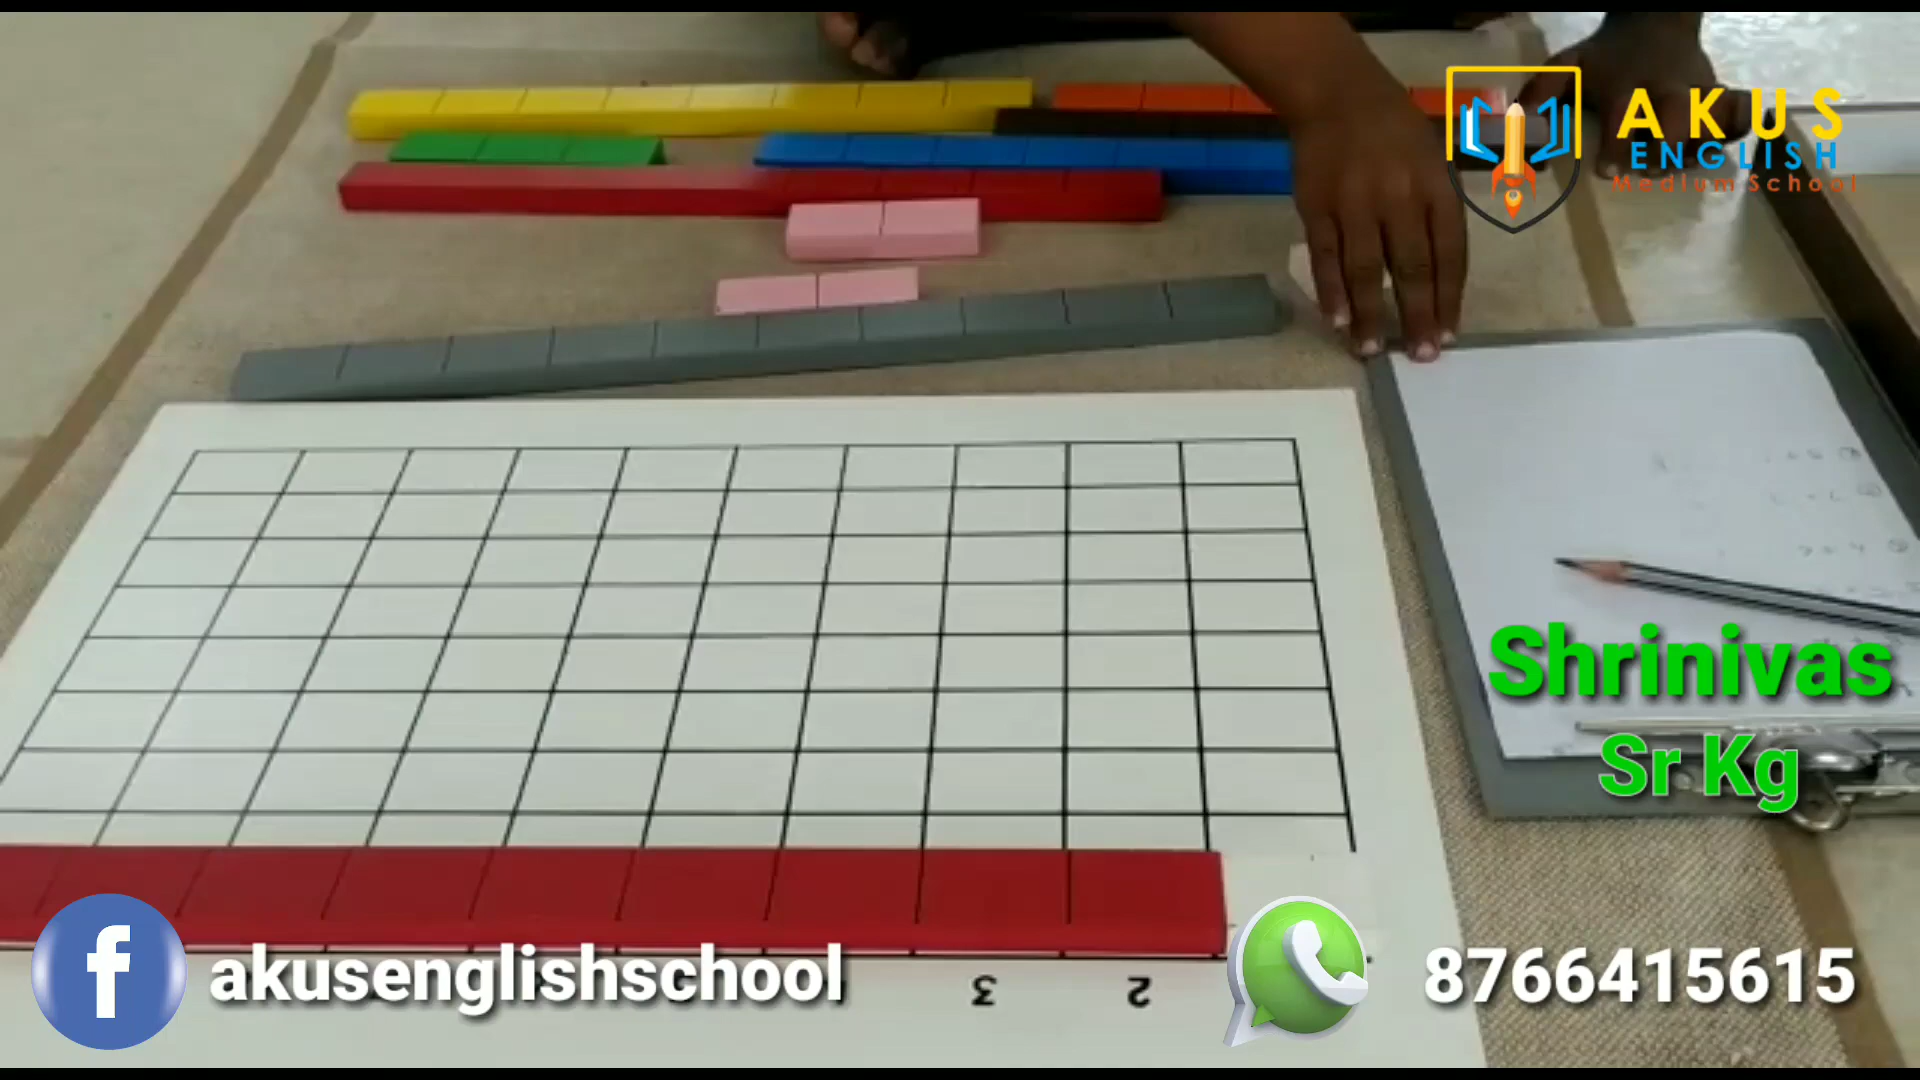 AKUS
ENGLISH
Medium School
Shrinivas
Sr Kg
akusenglishschool
8766415615
3 2